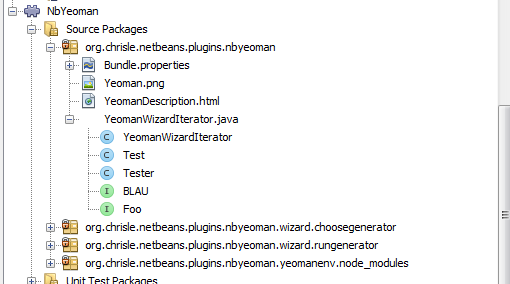 NbYeoman
Source Packages
org.chrisle.netbeans.plugins.nbyeoman
Bundle.properties
Yeoman.png
YeomanDescription.html
YeomanWizardIterator.java
C YeomanWizardIterator
C Test
C Tester
I BLAU
I Foo
org.chrisle.netbeans.plugins.nbyeoman.wizard.choosegenerator
org.chrisle.netbeans.plugins.nbyeoman.wizard.rungenerator
org.chrisle.netbeans.plugins.nbyeoman.yeomanenv.node_modules
Unit Test Packages